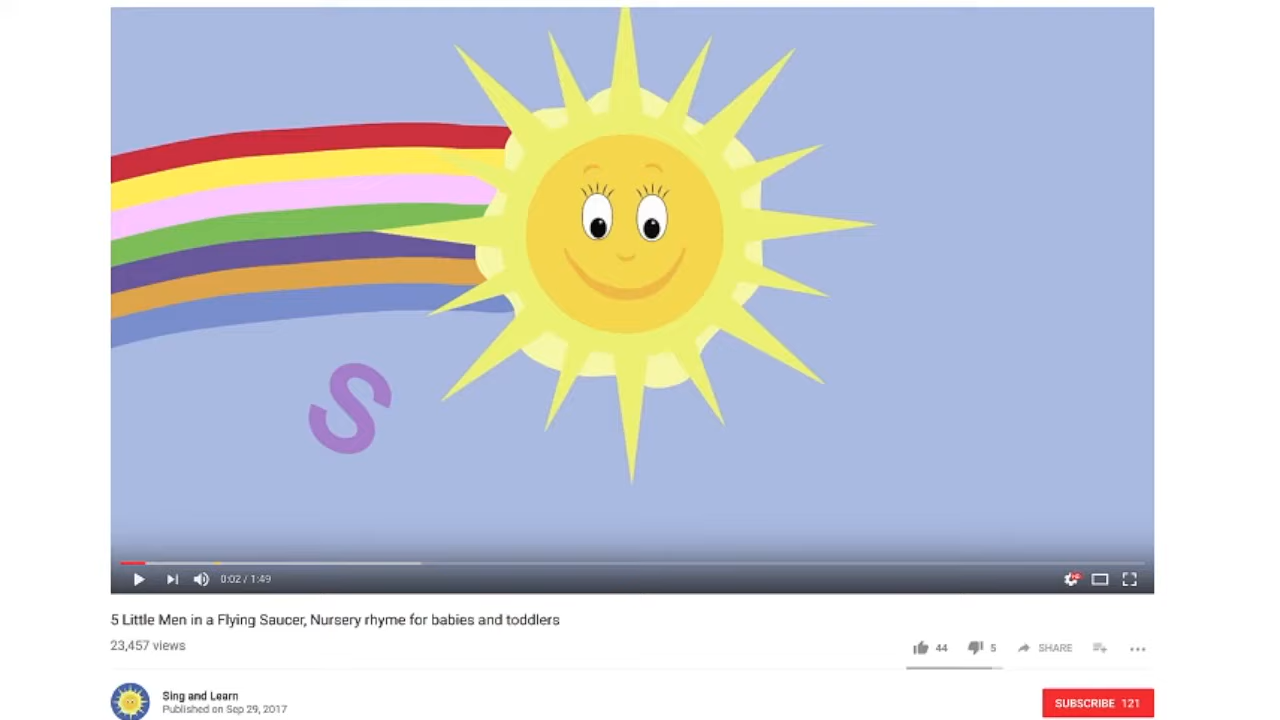 S
0:02 / 1:49
5 Little Men in a Flying Saucer, Nursery rhyme for babies and toddlers
23,457 views
44 5 SHARE
Sing and Learn
Published on Sep 29, 2017
SUBSCRIBE 121